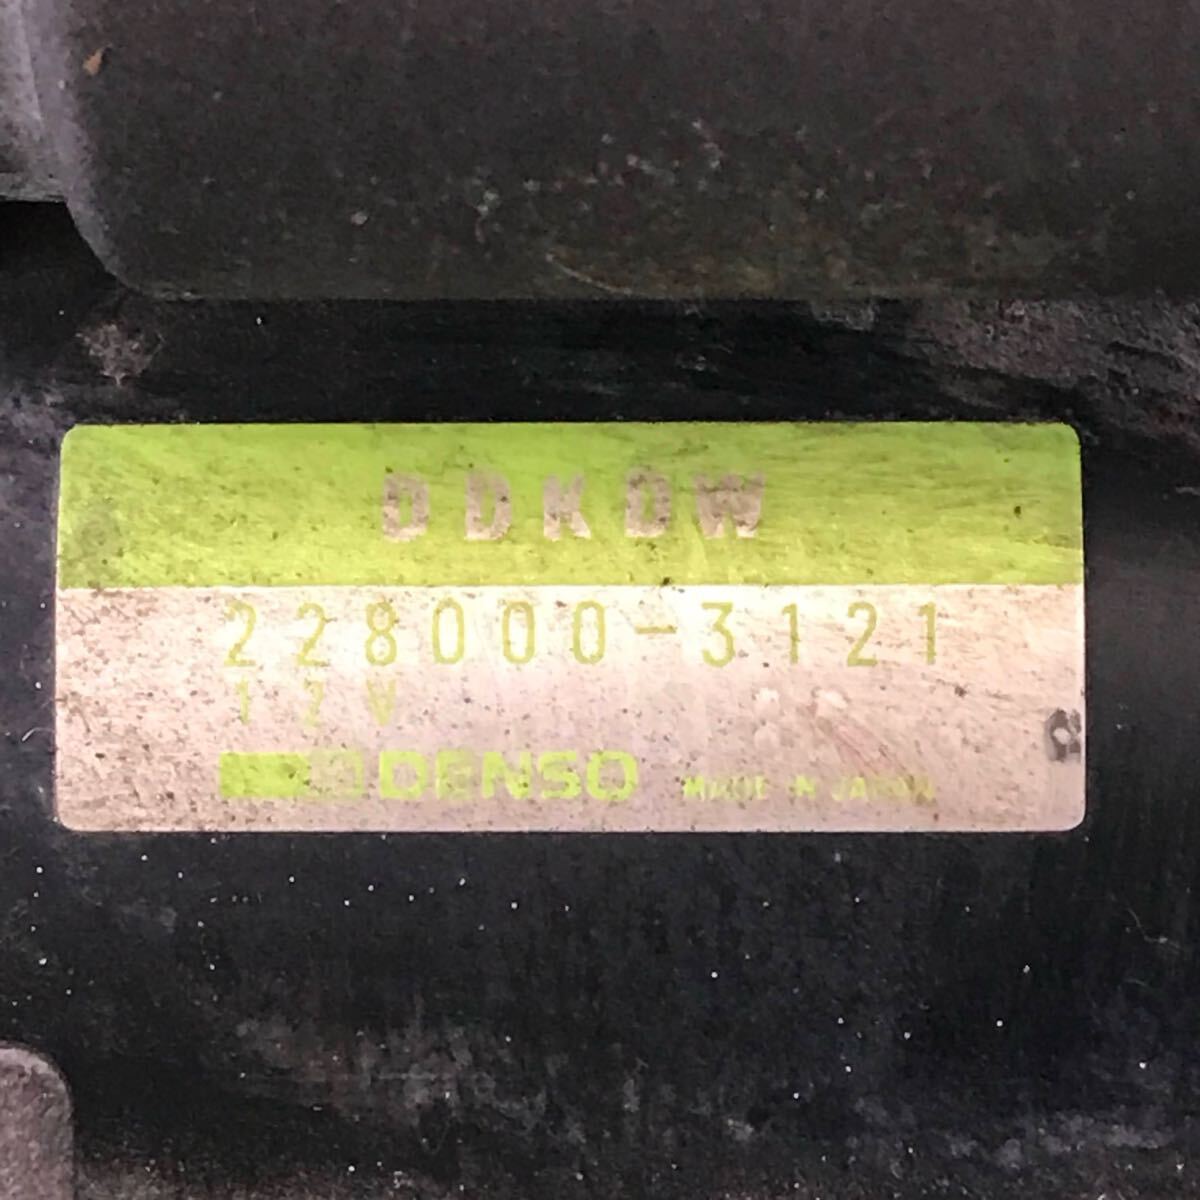 DDKDW
228000-3121
12V
DENSO MADE IN JAPAN